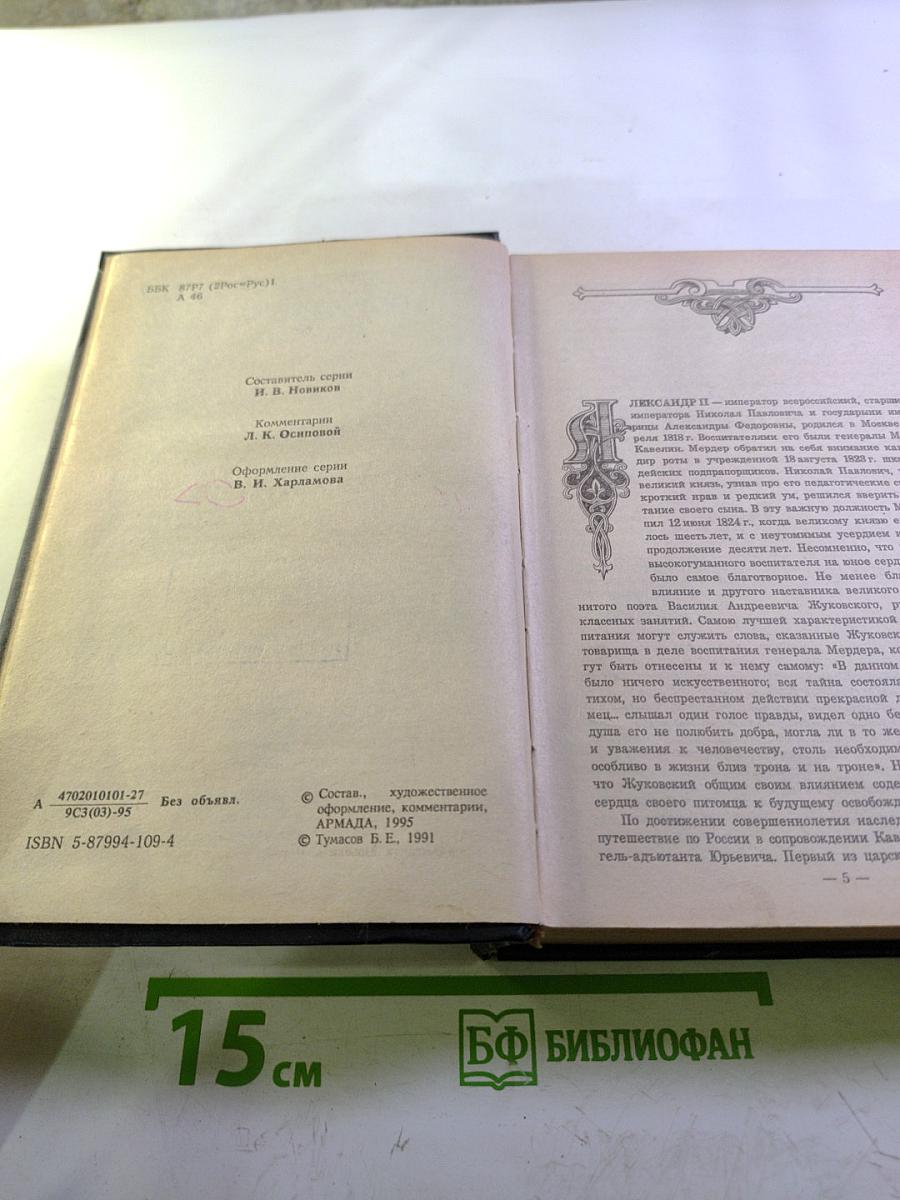 ББК 87Р7 (2Рос=Рус)1
А 46
Составитель серии
И. В. Новиков
Комментарии
Л. К. Осиповой
Оформление серии
В. И. Харламова
А 4702010101-27 Без объявл.
9С3(03)-95
ISBN 5-87994-109-4
© Состав., художественное
оформление, комментарии,
АРМАДА, 1995
© Тумасов Б. Е., 1991
АЛЕКСАНДР II — император всероссийский, старши
императора Николая Павловича и государыни им
рицы Александры Федоровны, родился в Москве
реля 1818 г. Воспитателями его были генералы М
Кавелин. Мердер обратил на себя внимание как
дир роты в учрежденной 18 августа 1823 г. шк
дейских подпрапорщиков. Николай Павлович,
великий князь, узнав про его педагогические с
кроткий нрав и редкий ум, решился вверить
тание своего сына. В эту важную должность М
пил 12 июня 1824 г., когда великому князю е
лось шесть лет, и с неутомимым усердием и
продолжение десяти лет. Несомненно, что
высокогуманного воспитателя на юное серд
было самое благотворное. Не менее бл
влияние и другого наставника великого
нитого поэта Василия Андреевича Жуковского, р
классных занятий. Самою лучшей характеристикой
питания могут служить слова, сказанные Жуковск
товарища в деле воспитания генерала Мердера, ко
гут быть отнесены и к нему самому: «В данном
было ничего искусственного; вся тайна состояла
тихом, но беспрестанном действии прекрасной д
мец... слышал один голос правды, видел одно бе
душа его не полюбить добра, могла ли в то же
и уважения к человечеству, столь необходим
особливо в жизни близ трона и на троне». Н
что Жуковский общим своим влиянием соде
сердца своего питомца к будущему освобожд
По достижении совершеннолетия наслед
путешествие по России в сопровождении Кав
гель-адъютанта Юрьевича. Первый из царск
— 5 —
15 см
БФ БИБЛИОФАН